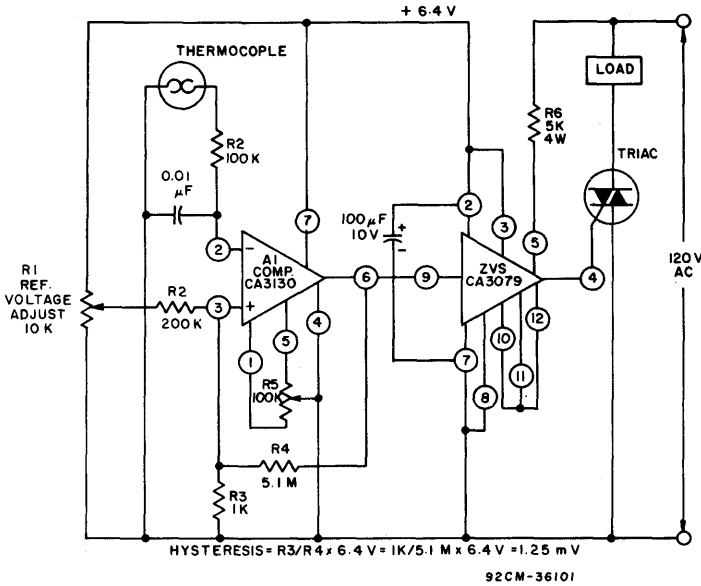 + 6.4 V
THERMOCOPLE
R2
100 K
0.01
µF
2
−
7
A1
COMP.
CA3130
R1
REF.
VOLTAGE
ADJUST
10 K
R2
200 K
3
+
1
5
4
R5
100K
R4
5.1 M
R3
1K
6
100µF
10V
+
−
2
3
9
ZVS
CA3079
7
8
10
11
12
5
4
R6
5K
4W
LOAD
TRIAC
120 V
AC
HYSTERESIS = R3/R4 x 6.4 V = 1K/5.1 M x 6.4 V = 1.25 mV
92CM-36101